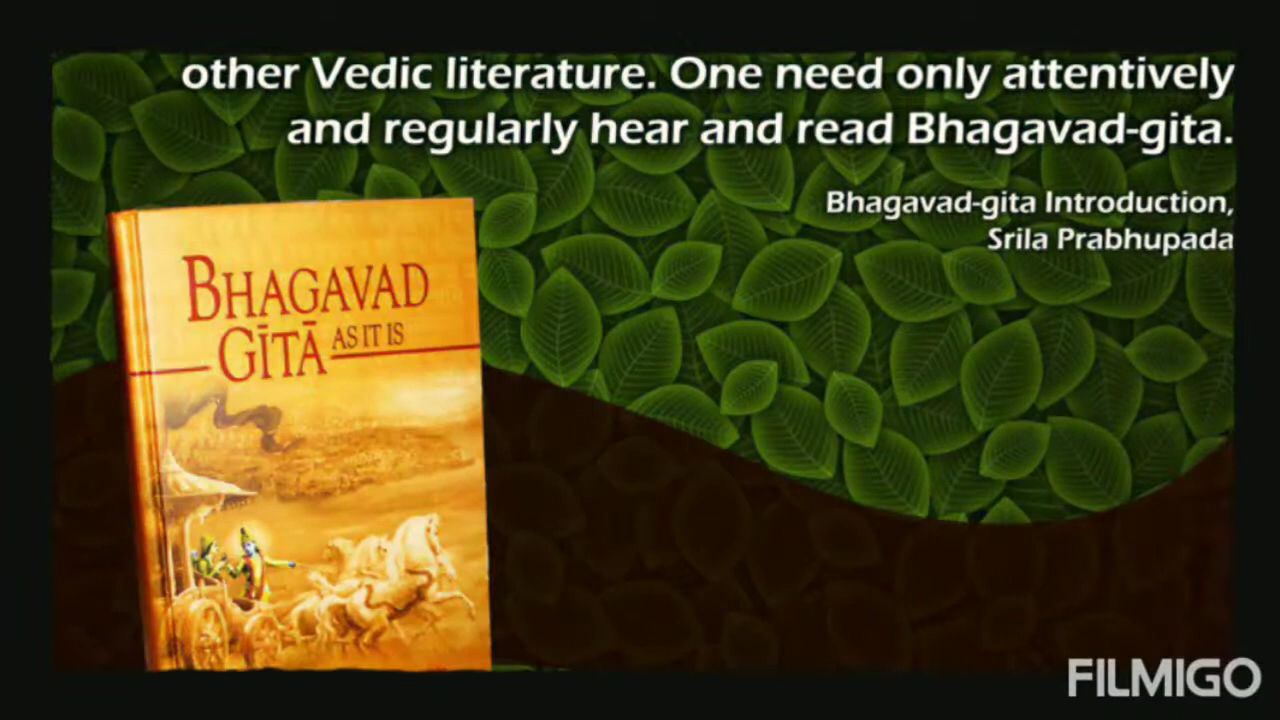 other Vedic literature. One need only attentively
and regularly hear and read Bhagavad-gita.
Bhagavad-gita Introduction,
Srila Prabhupada
BHAGAVAD
GĪTĀ AS IT IS
FILMIGO